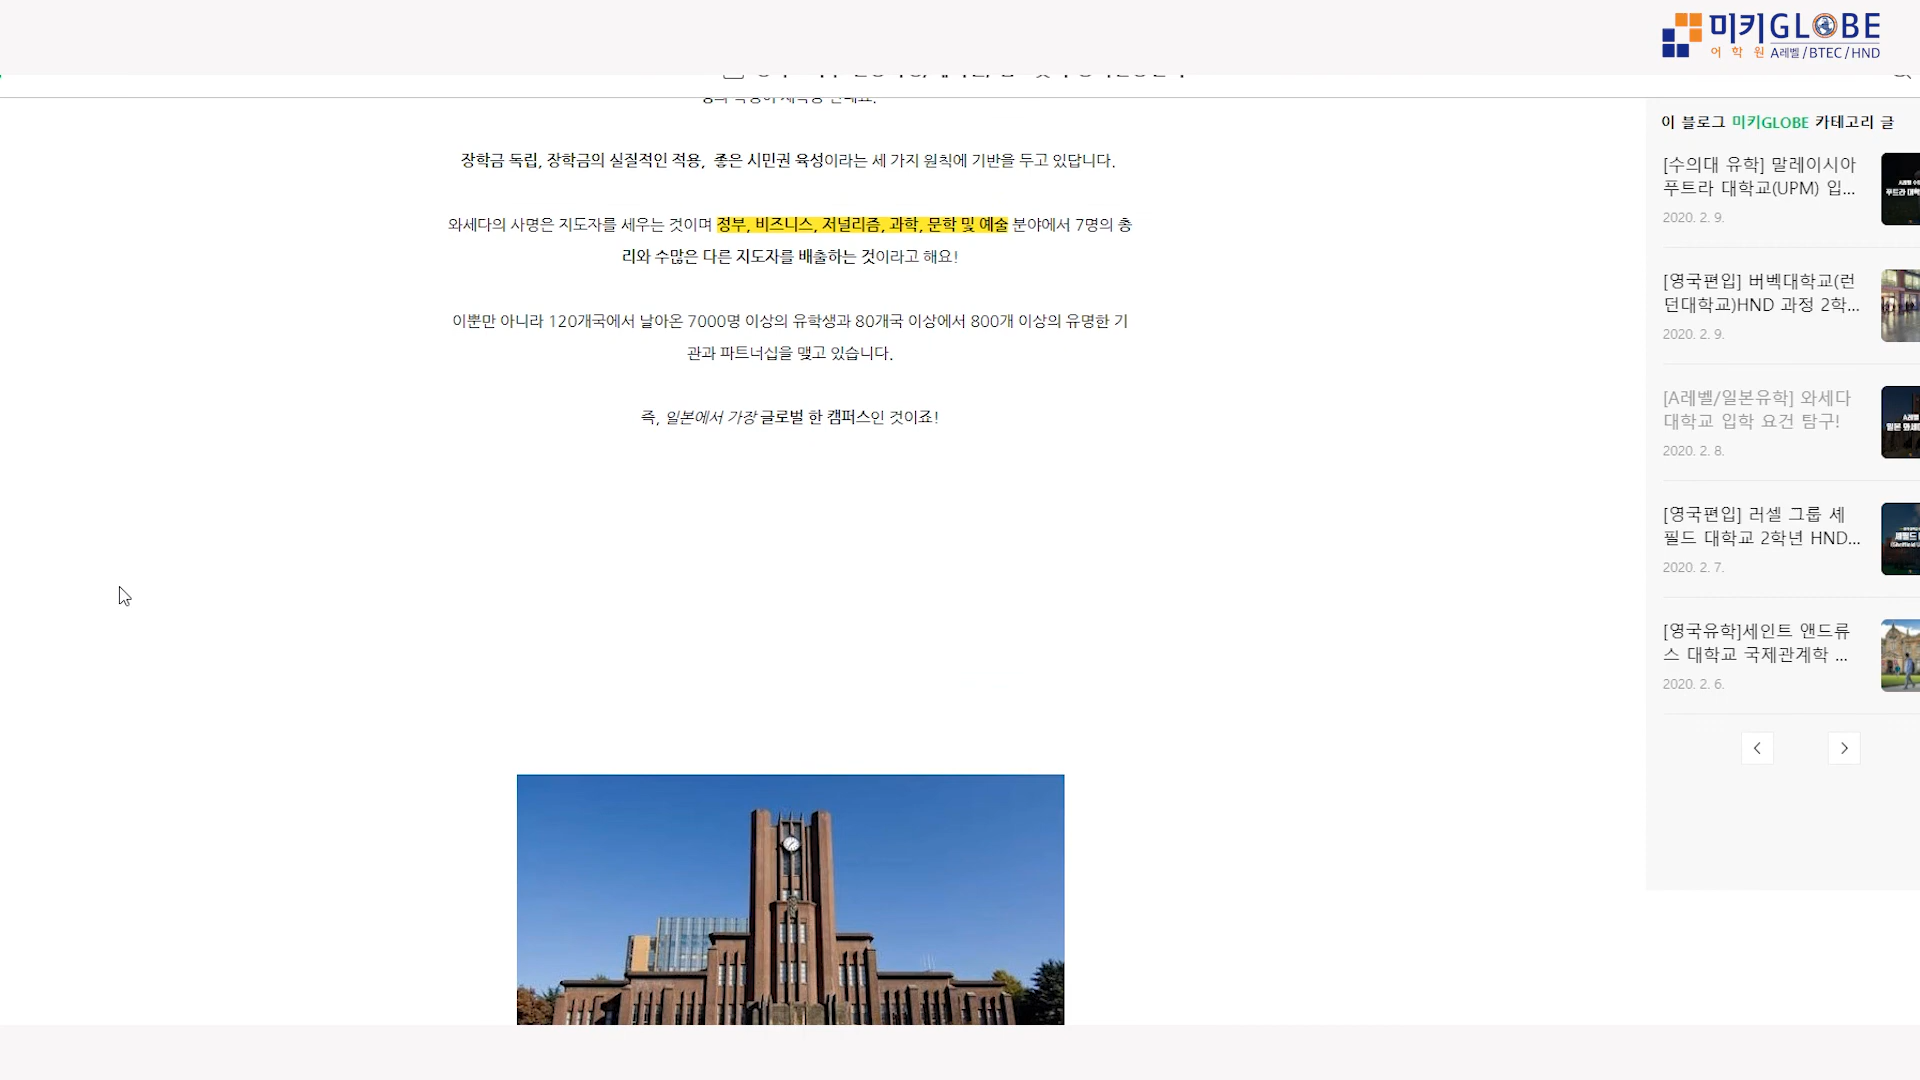 미키GLOBE
어학원 A레벨/BTEC/HND
장학금 독립, 장학금의 실질적인 적용, 좋은 시민권 육성이라는 세 가지 원칙에 기반을 두고 있답니다.
와세다의 사명은 지도자를 세우는 것이며 정부, 비즈니스, 저널리즘, 과학, 문학 및 예술 분야에서 7명의 총
리와 수많은 다른 지도자를 배출하는 것이라고 해요!
이뿐만 아니라 120개국에서 날아온 7000명 이상의 유학생과 80개국 이상에서 800개 이상의 유명한 기
관과 파트너십을 맺고 있습니다.
즉, 일본에서 가장 글로벌 한 캠퍼스인 것이죠!
이 블로그 미키GLOBE 카테고리 글
[수의대 유학] 말레이시아
푸트라 대학교(UPM) 입...
2020. 2. 9.
[영국편입] 버벡대학교(런
던대학교)HND 과정 2학...
2020. 2. 9.
[A레벨/일본유학] 와세다
대학교 입학 요건 탐구!
2020. 2. 8.
[영국편입] 러셀 그룹 셰
필드 대학교 2학년 HND...
2020. 2. 7.
[영국유학]세인트 앤드류
스 대학교 국제관계학 ...
2020. 2. 6.